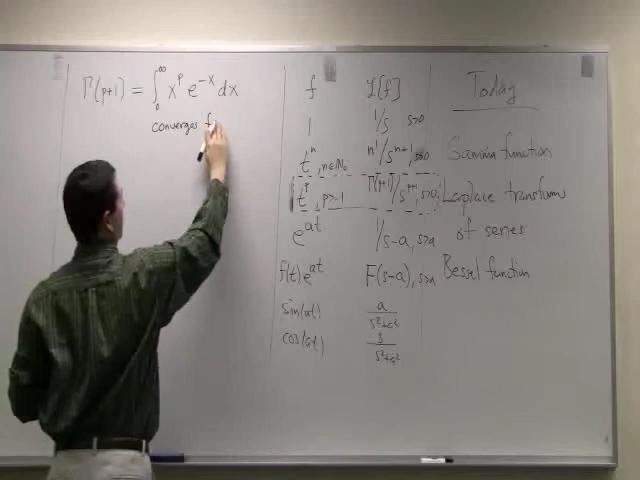 Γ(p+1) = ∫₀^∞ x^p e^{-x} dx
converges f
f ℒ[f]
1 1/s s>0
t^n, n∈ℕ₀ n!/s^{n+1}, s>0
t^p, p>-1 Γ(p+1)/s^{p+1}, s>0
e^{at} 1/s-a, s>a
f(t)e^{at} F(s-a), s>a
sin(at) a/s²+a²
cos(at) s/s²+a²
Today
Gamma function
Laplace transforms
of series
Bessel function